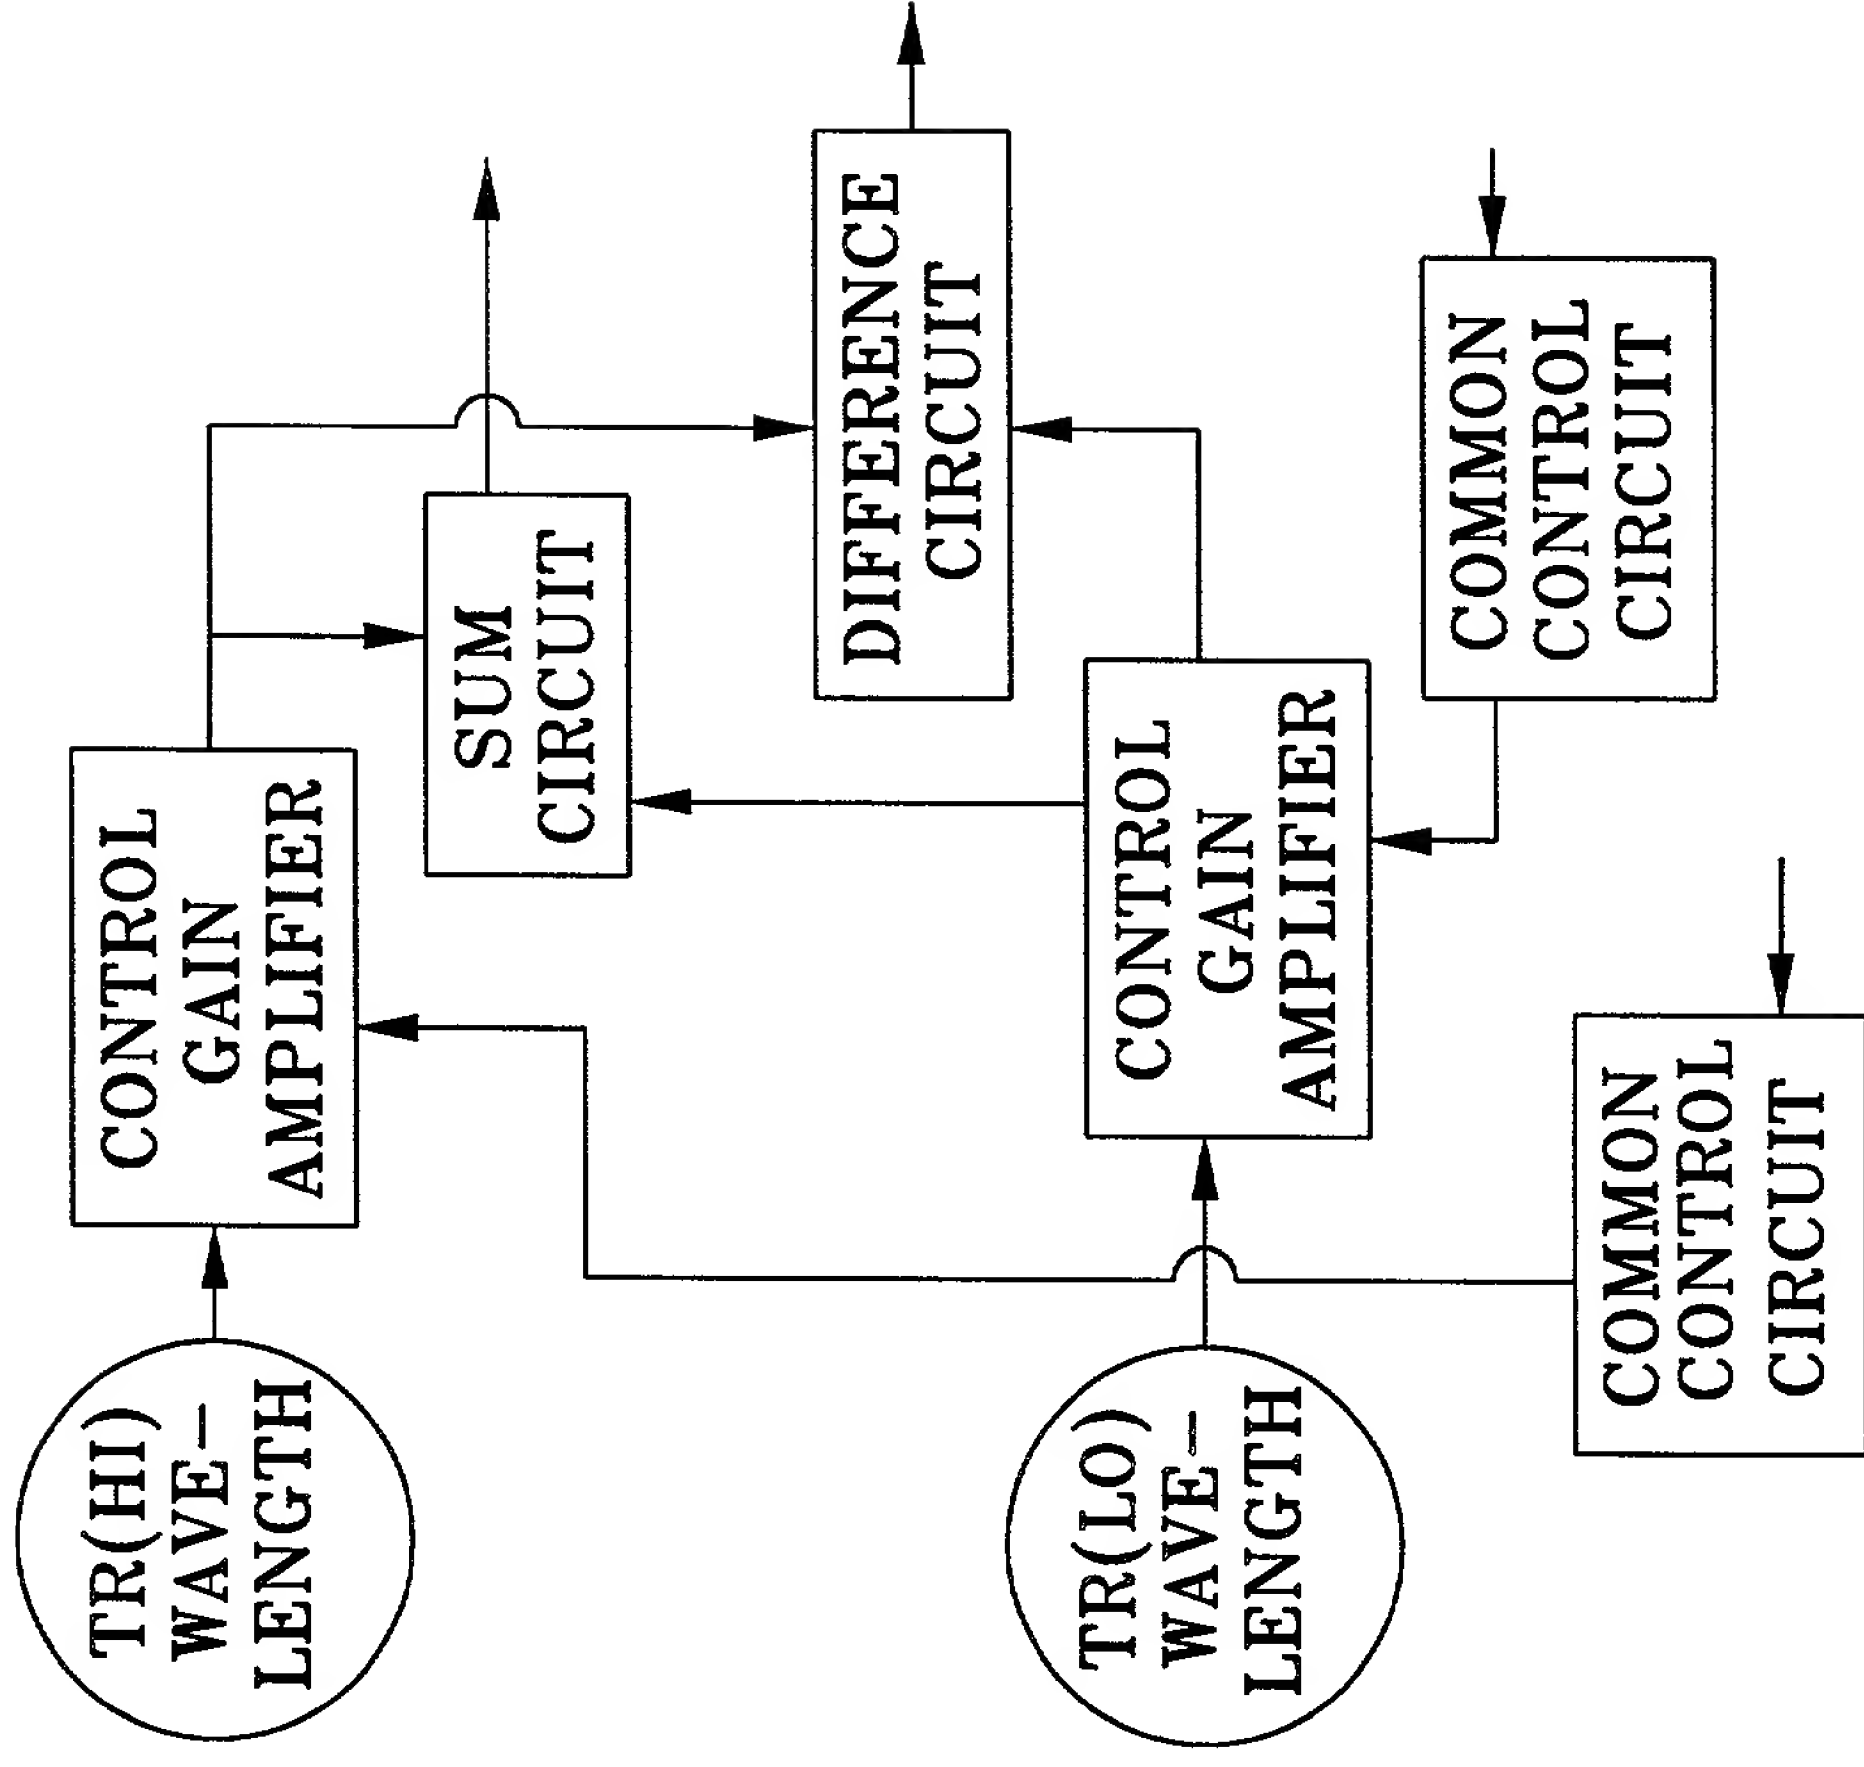 TR(HI)
WAVE-
LENGTH
CONTROL
GAIN
AMPLIFIER
SUM
CIRCUIT
DIFFERENCE
CIRCUIT
TR(LO)
WAVE-
LENGTH
CONTROL
GAIN
AMPLIFIER
COMMON
CONTROL
CIRCUIT
COMMON
CONTROL
CIRCUIT